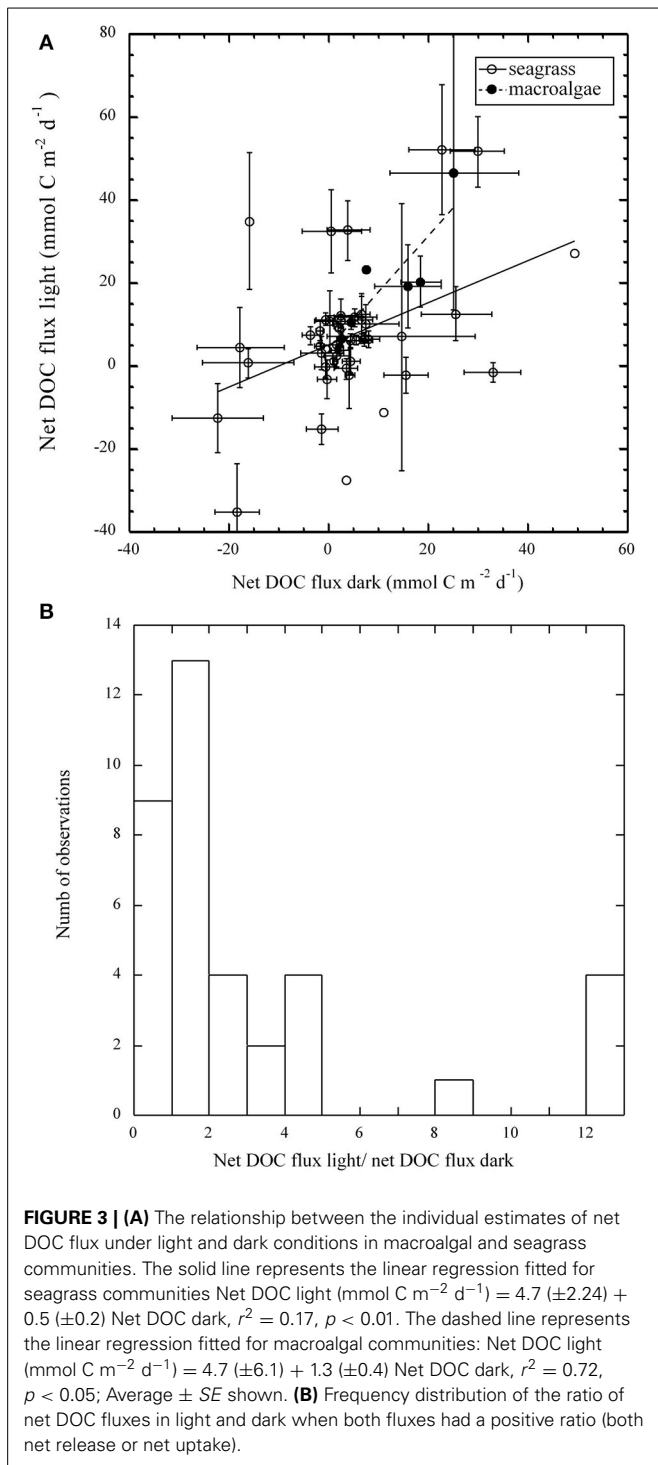 A
80
60
40
20
0
-20
-40
Net DOC flux light (mmol C m⁻² d⁻¹)
seagrass
macroalgae
-40 -20 0 20 40 60
Net DOC flux dark (mmol C m⁻² d⁻¹)
B
14
12
10
8
6
4
2
0
Numb of observations
0 2 4 6 8 10 12
Net DOC flux light/ net DOC flux dark
FIGURE 3 | (A) The relationship between the individual estimates of net
DOC flux under light and dark conditions in macroalgal and seagrass
communities. The solid line represents the linear regression fitted for
seagrass communities Net DOC light (mmol C m⁻² d⁻¹) = 4.7 (±2.24) +
0.5 (±0.2) Net DOC dark, r² = 0.17, p < 0.01. The dashed line represents
the linear regression fitted for macroalgal communities: Net DOC light
(mmol C m⁻² d⁻¹) = 4.7 (±6.1) + 1.3 (±0.4) Net DOC dark, r² = 0.72,
p < 0.05; Average ± SE shown. (B) Frequency distribution of the ratio of
net DOC fluxes in light and dark when both fluxes had a positive ratio (both
net release or net uptake).